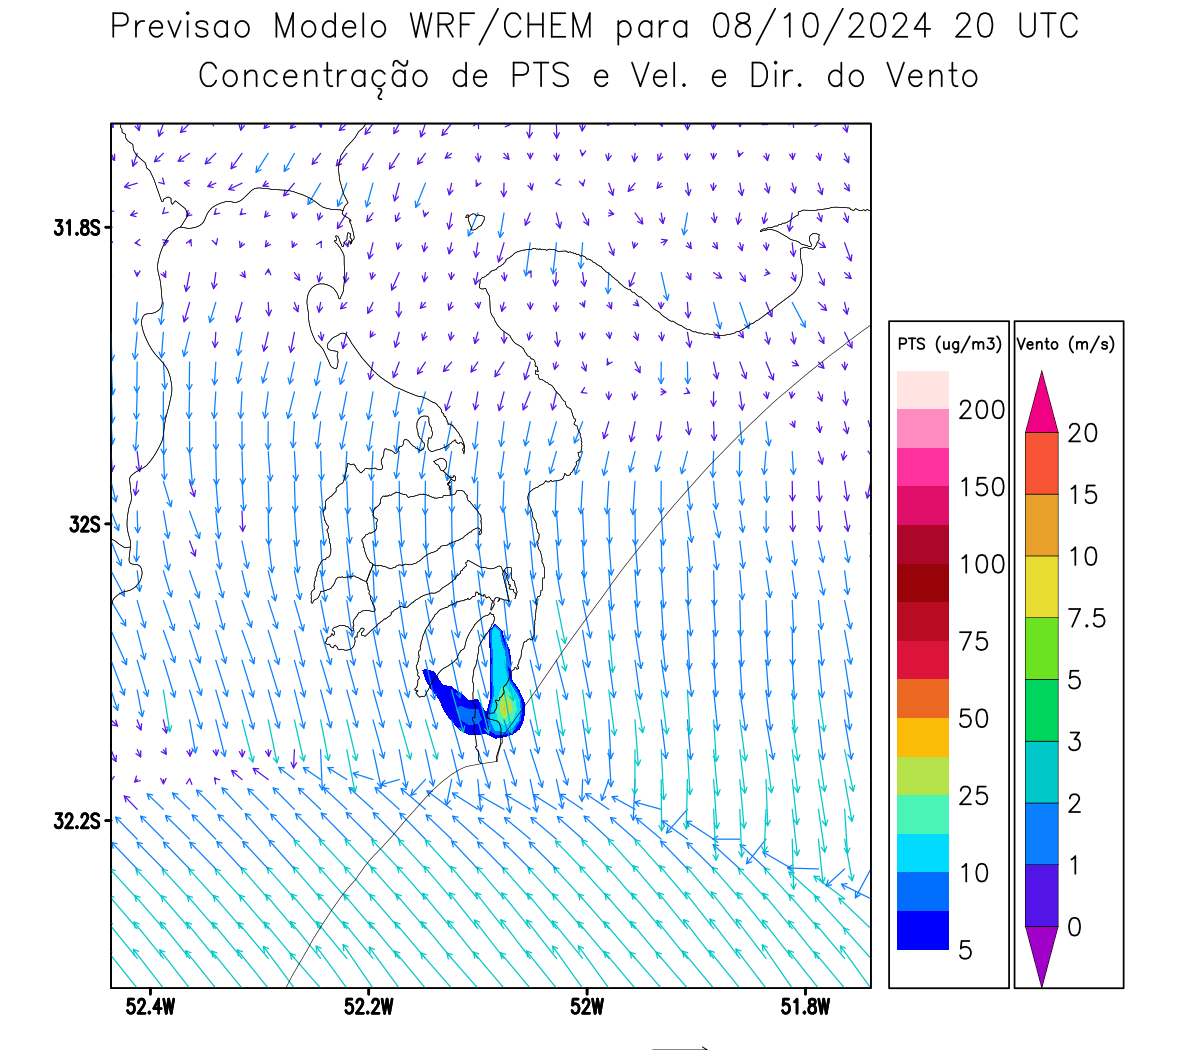 Previsao Modelo WRF/CHEM para 08/10/2024 20 UTC
Concentração de PTS e Vel. e Dir. do Vento
31.8S
32S
32.2S
52.4W
52.2W
52W
51.8W
PTS (ug/m3)
200
150
100
75
50
25
10
5
Vento (m/s)
20
15
10
7.5
5
3
2
1
0